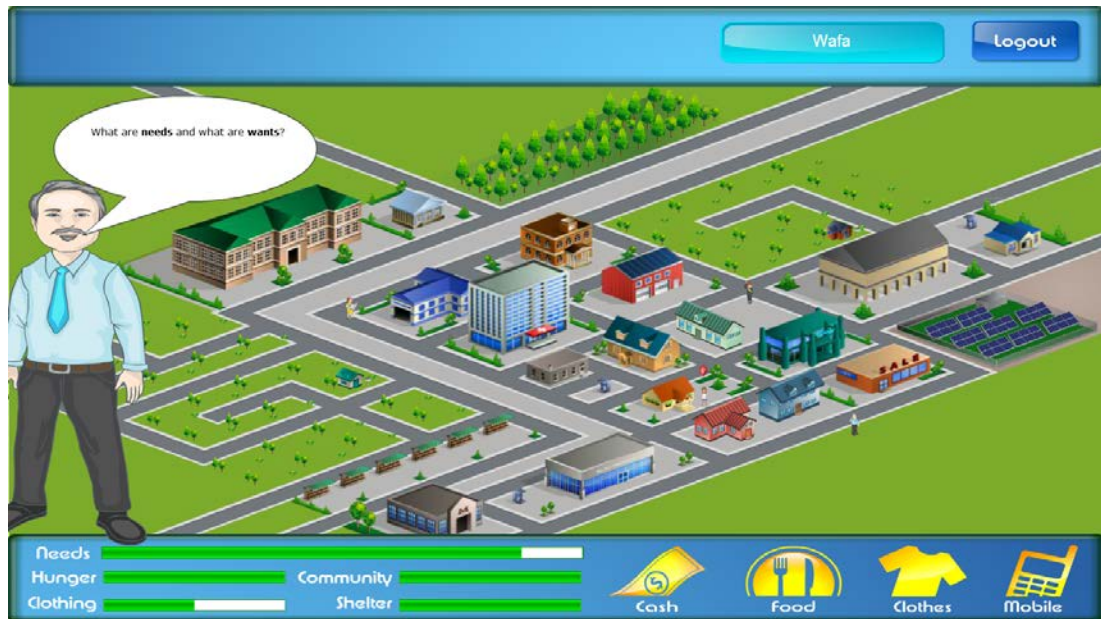 Wafa
Logout
What are needs and what are wants?
SALE
Needs
Hunger
Community
Clothing
Shelter
Cash
Food
Clothes
Mobile